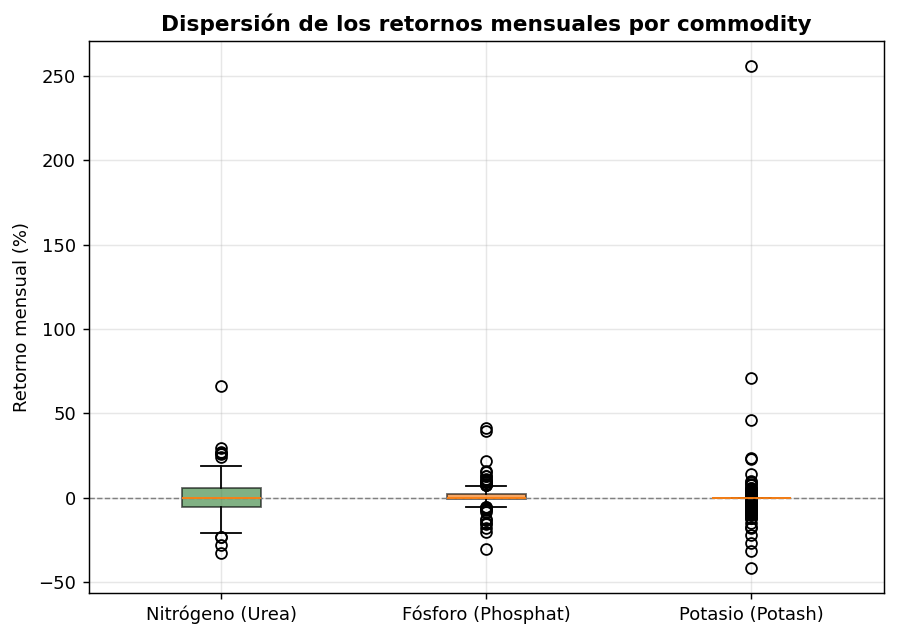 Dispersión de los retornos mensuales por commodity
Retorno mensual (%)
250
200
150
100
50
0
−50
Nitrógeno (Urea)
Fósforo (Phosphat)
Potasio (Potash)